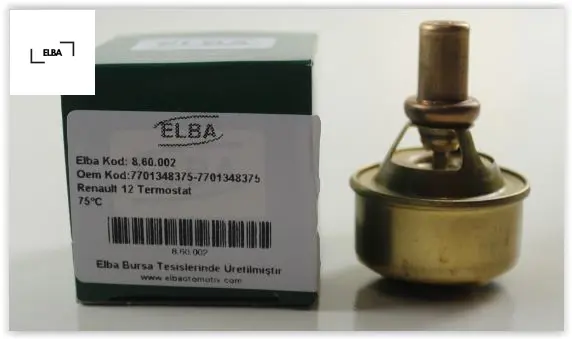 ELBA
ELBA
Elba Kod: 8.60.002
Oem Kod:7701348375-7701348375
Renault 12 Termostat
75°C
8.60.002
Elba Bursa Tesislerinde Üretilmiştir
www.elbaotomotiv.com